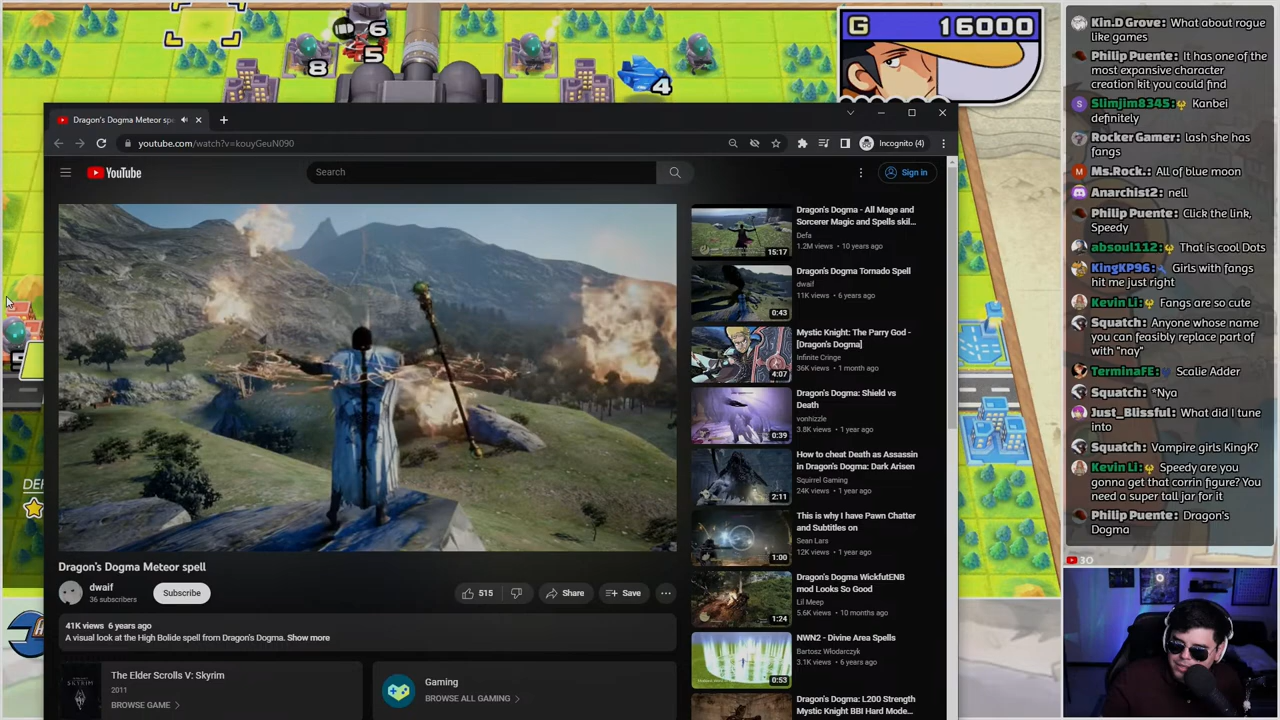 6
5
8
4
G 16000
Dragon's Dogma Meteor spe
youtube.com/watch?v=kouyGeuN090
Incognito (4)
YouTube
Search
Sign in
Dragon's Dogma Meteor spell
dwaif
36 subscribers
Subscribe
515
Share
Save
41K views 6 years ago
A visual look at the High Bolide spell from Dragon's Dogma. Show more
SKYRIM
The Elder Scrolls V: Skyrim
2011
BROWSE GAME
Gaming
BROWSE ALL GAMING
Dragon's Dogma - All Mage and
Sorcerer Magic and Spells skil...
Defa
1.2M views • 10 years ago
15:17
Dragon's Dogma Tornado Spell
dwaif
11K views • 6 years ago
0:43
Mystic Knight: The Parry God -
[Dragon's Dogma]
Infinite Cringe
36K views • 1 month ago
4:07
Dragon's Dogma: Shield vs
Death
vonhizzle
3.8K views • 1 year ago
0:39
How to cheat Death as Assassin
in Dragon's Dogma: Dark Arisen
Squirrel Gaming
24K views • 1 year ago
2:11
This is why I have Pawn Chatter
and Subtitles on
Sean Lars
12K views • 1 year ago
1:00
Dragon's Dogma WickfutENB
mod Looks So Good
Lil Meep
5.6K views • 10 months ago
1:24
NWN2 - Divine Area Spells
Bartosz Włodarczyk
3.1K views • 6 years ago
0:53
Dragon's Dogma: L200 Strength
Mystic Knight BBI Hard Mode...
Kin.D Grove: What about rogue
like games
Philip Puente: It has one of the
most expensive character
creation kit you could find
Slimjim8345: Kanbei
definitely
Rocker Gamer: lash she has
fangs
Ms.Rock.: All of blue moon
Anarchist2: nell
Philip Puente: Click the link,
Speedy
absoul112: That is cool Dots
KingKP96: Girls with fangs
hit me just right
Kevin Li: Fangs are so cute
Squatch: Anyone whose name
you can feasibly replace part of
with "nay"
TerminaFE: Scalie Adder
Squatch: *Nya
Just_Blissful: What did i tune
into
Squatch: Vampire girls KingK?
Kevin Li: Speedy are you
gonna get that corrin figure? You
need a super tall jar for it
Philip Puente: Dragon's
Dogma
30